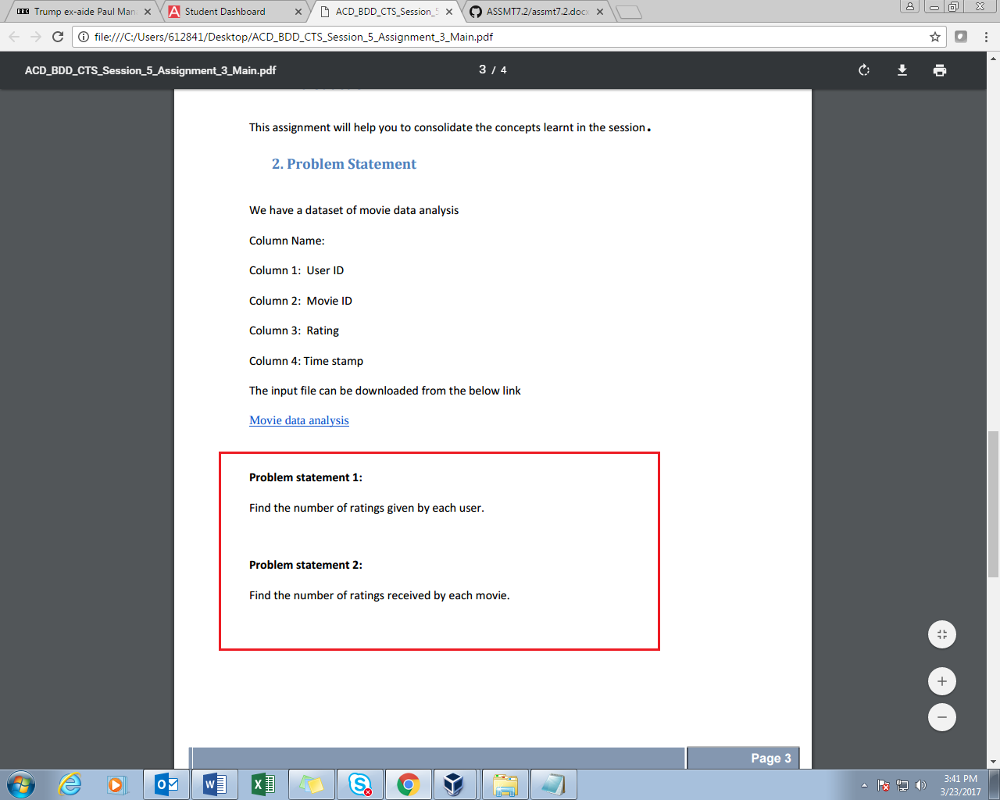 Trump ex-aide Paul Man
Student Dashboard
ACD_BDD_CTS_Session_5
ASSMT7.2/assmt7.2.docx
file:///C:/Users/612841/Desktop/ACD_BDD_CTS_Session_5_Assignment_3_Main.pdf
ACD_BDD_CTS_Session_5_Assignment_3_Main.pdf
3 / 4
This assignment will help you to consolidate the concepts learnt in the session.
2. Problem Statement
We have a dataset of movie data analysis
Column Name:
Column 1: User ID
Column 2: Movie ID
Column 3: Rating
Column 4: Time stamp
The input file can be downloaded from the below link
Movie data analysis
Problem statement 1:
Find the number of ratings given by each user.
Problem statement 2:
Find the number of ratings received by each movie.
Page 3
3:41 PM
3/23/2017